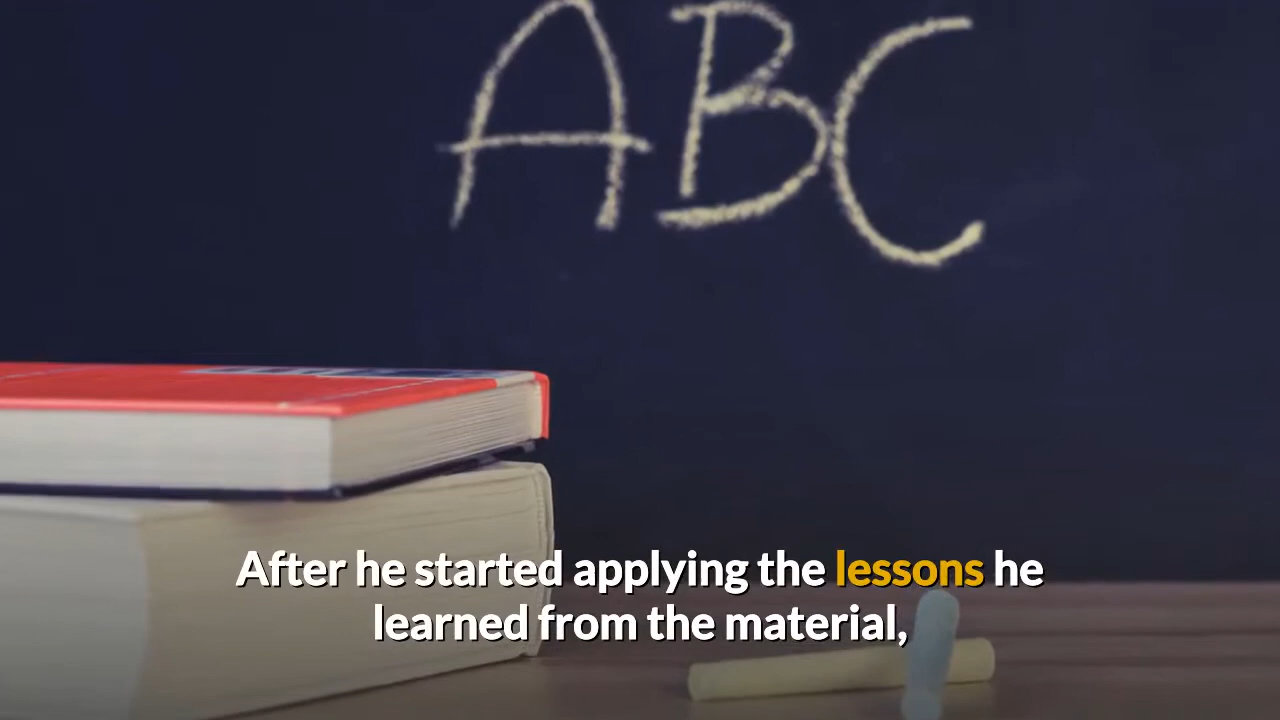 ABC
After he started applying the lessons he
learned from the material,